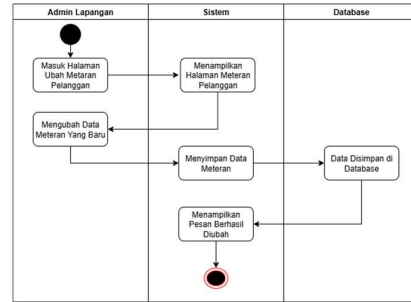 Admin Lapangan
Sistem
Database
Masuk Halaman
Ubah Metaran
Pelanggan
Menampilkan
Halaman Meteran
Pelanggan
Mengubah Data
Meteran Yang Baru
Menyimpan Data
Meteran
Data Disimpan di
Database
Menampilkan
Pesan Berhasil
Diubah